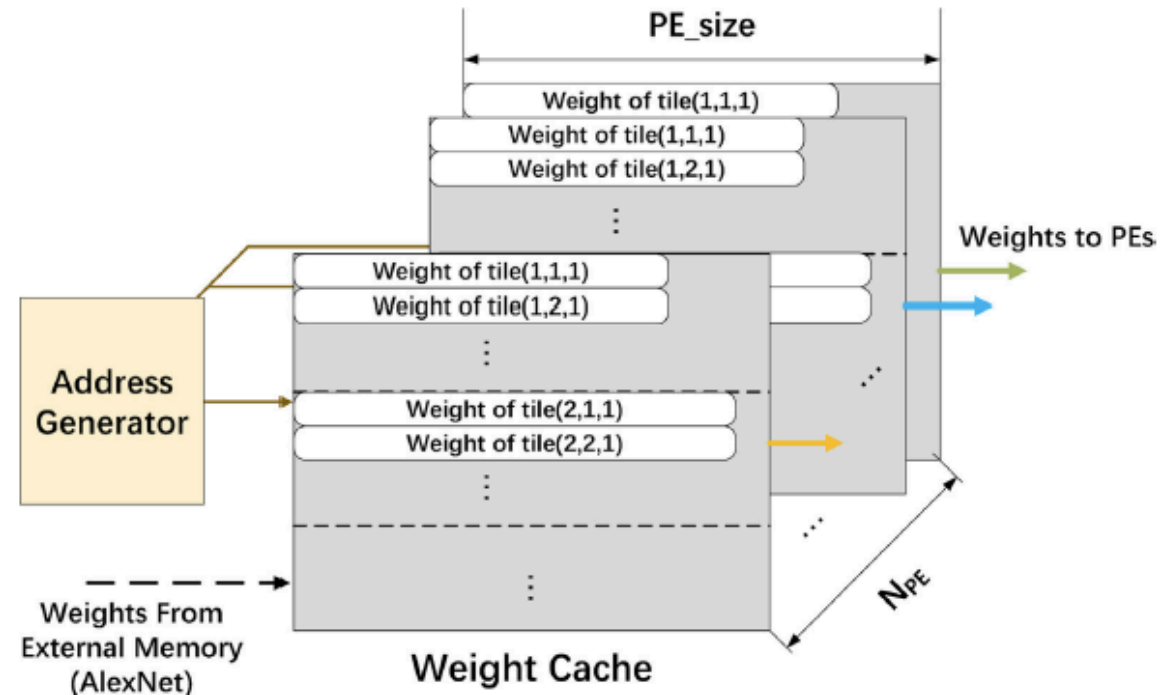 PE_size
Weight of tile(1,1,1)
Weight of tile(1,1,1)
Weight of tile(1,2,1)
⋮
Weights to PEs
Weight of tile(1,1,1)
Weight of tile(1,2,1)
⋮
Address
Generator
Weight of tile(2,1,1)
Weight of tile(2,2,1)
⋮
⋮
NPE
Weights From
External Memory
(AlexNet)
Weight Cache